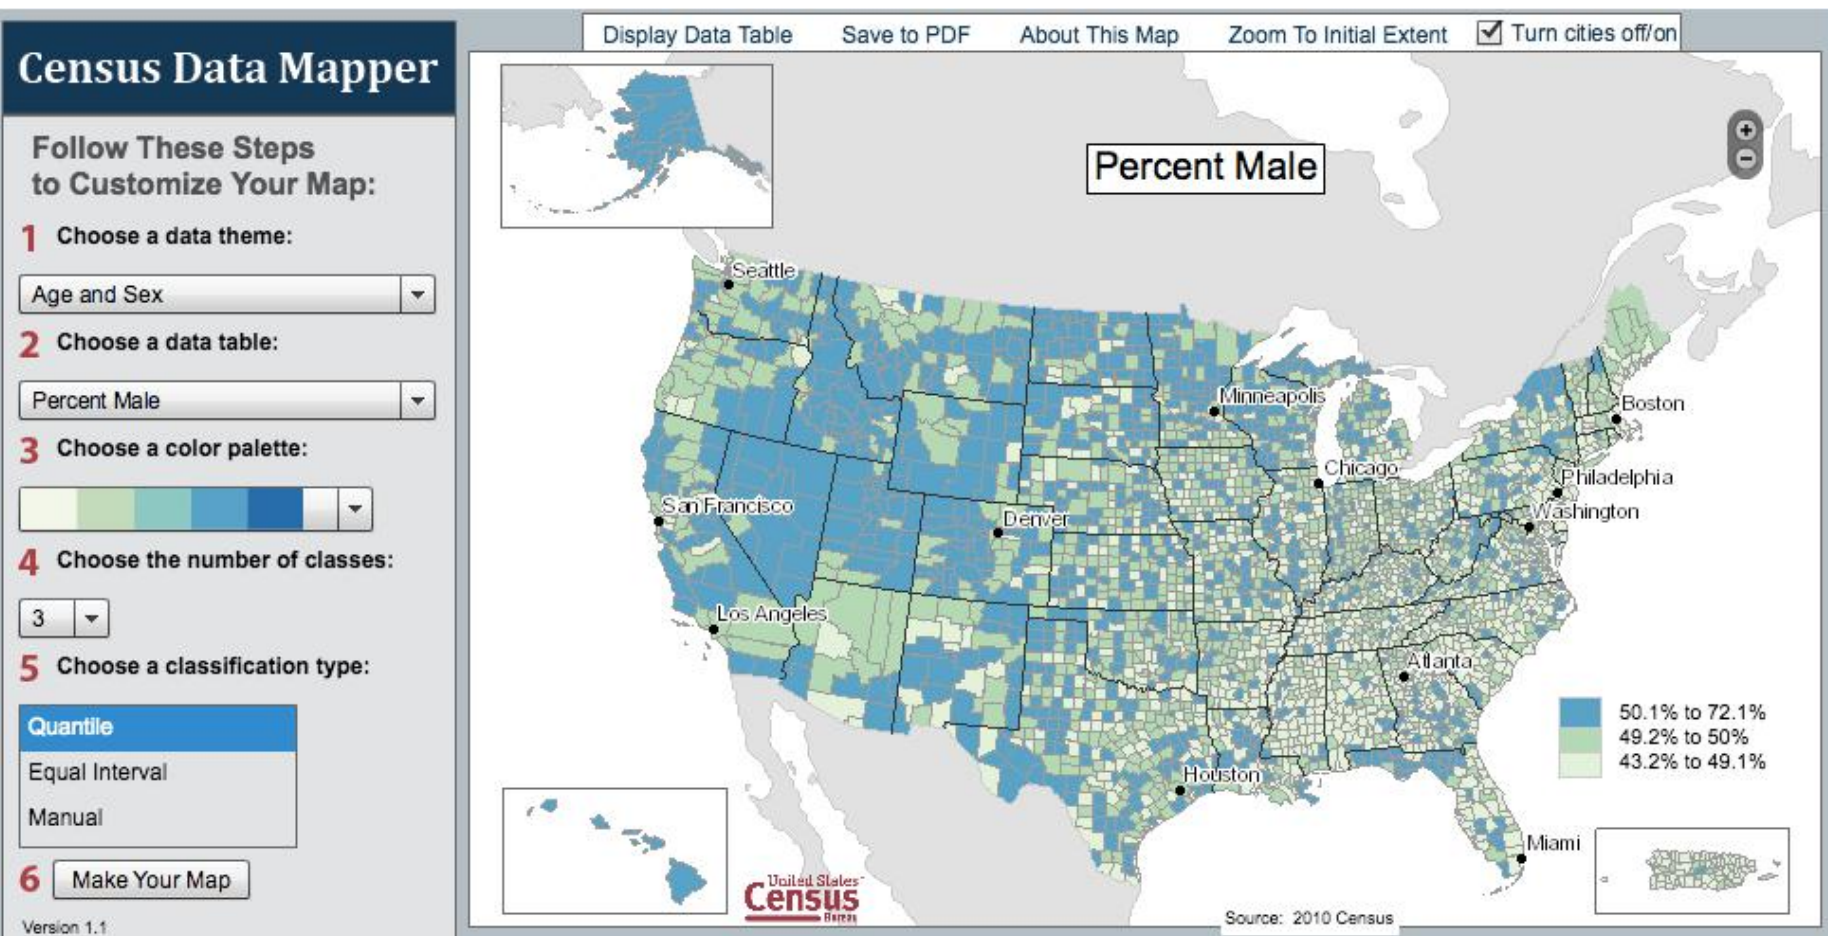 Display Data Table Save to PDF About This Map Zoom To Initial Extent Turn cities off/on
Census Data Mapper
Follow These Steps
to Customize Your Map:
1 Choose a data theme:
Age and Sex
2 Choose a data table:
Percent Male
3 Choose a color palette:
4 Choose the number of classes:
3
5 Choose a classification type:
Quantile
Equal Interval
Manual
6 Make Your Map
Version 1.1
Percent Male
+
−
Seattle
Minneapolis
Boston
Chicago
Philadelphia
San Francisco
Denver
Washington
Los Angeles
Atlanta
50.1% to 72.1%
49.2% to 50%
43.2% to 49.1%
Houston
Miami
United States
Census
Bureau
Source: 2010 Census